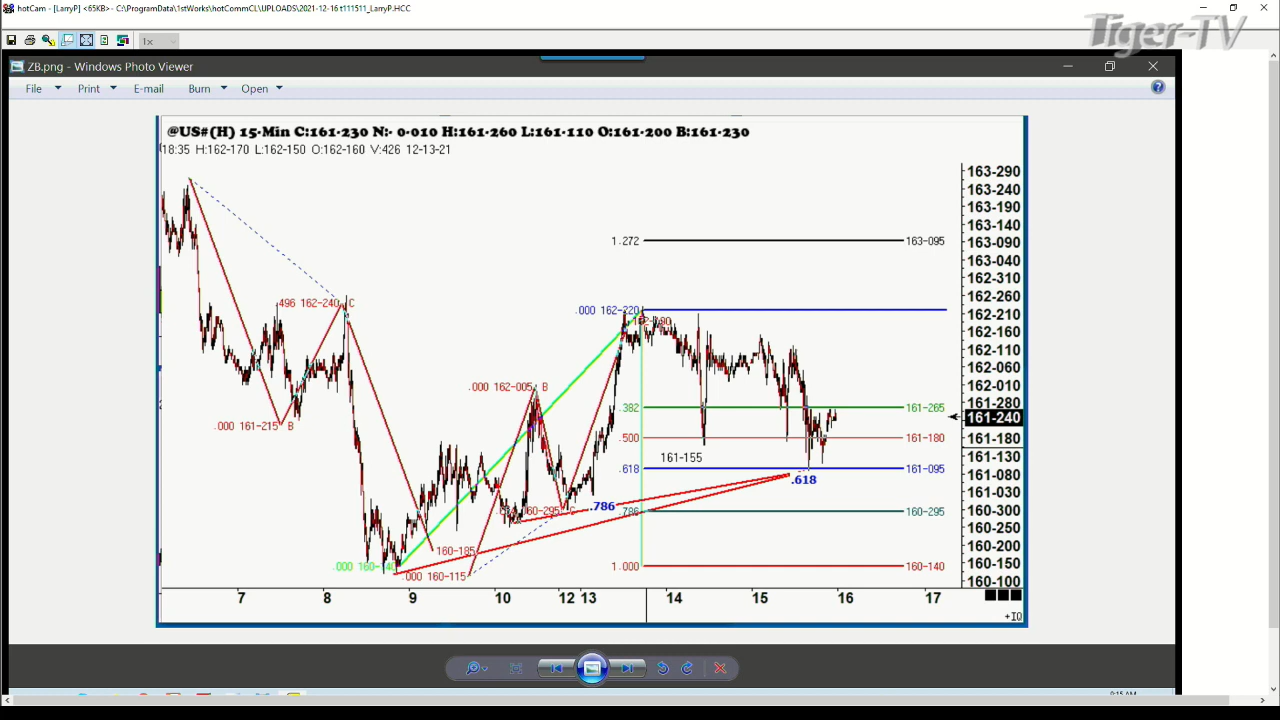 hotCam - [LarryP] <65KB>- C:\ProgramData\1stWorks\hotCommCL\UPLOADS\2021-12-16 t111511_LarryP.HCC
Tiger-TV
1x
ZB.png - Windows Photo Viewer
File Print E-mail Burn Open
@US#(H) 15-Min C:161-230 N:- 0-010 H:161-260 L:161-110 O:161-200 B:161-230
18:35 H:162-170 L:162-150 O:162-160 V:426 12-13-21
163-290
163-240
163-190
163-140
163-090
163-040
162-310
162-260
162-210
162-160
162-110
162-060
162-010
161-280
161-240
161-180
161-130
161-080
161-030
160-300
160-250
160-200
160-150
160-100
1.272 163-095
496 162-240 C
.000 162-220
.000 162-005 B
.382 161-265
.000 161-215 B
.500 161-180
161-155
.618 161-095
.618
.786
160-295 C
.786 160-295
160-185
.000 160-140
.000 160-115
1.000 160-140
7 8 9 10 12 13 14 15 16 17
+IQ